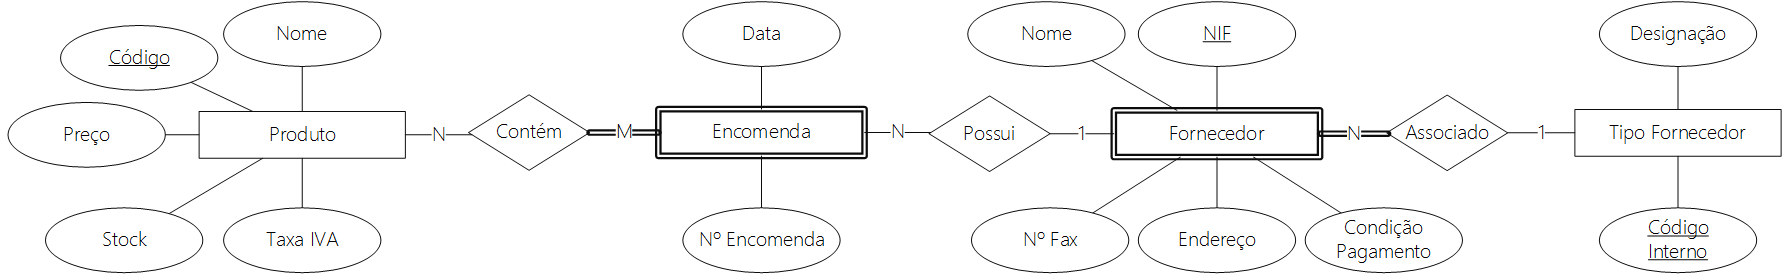 Nome
Data
Nome
NIF
Designação
Código
Preço
Produto
N
Contém
M
Encomenda
N
Possui
1
Fornecedor
N
Associado
1
Tipo Fornecedor
Stock
Taxa IVA
Nº Encomenda
Nº Fax
Endereço
Condição
Pagamento
Código
Interno